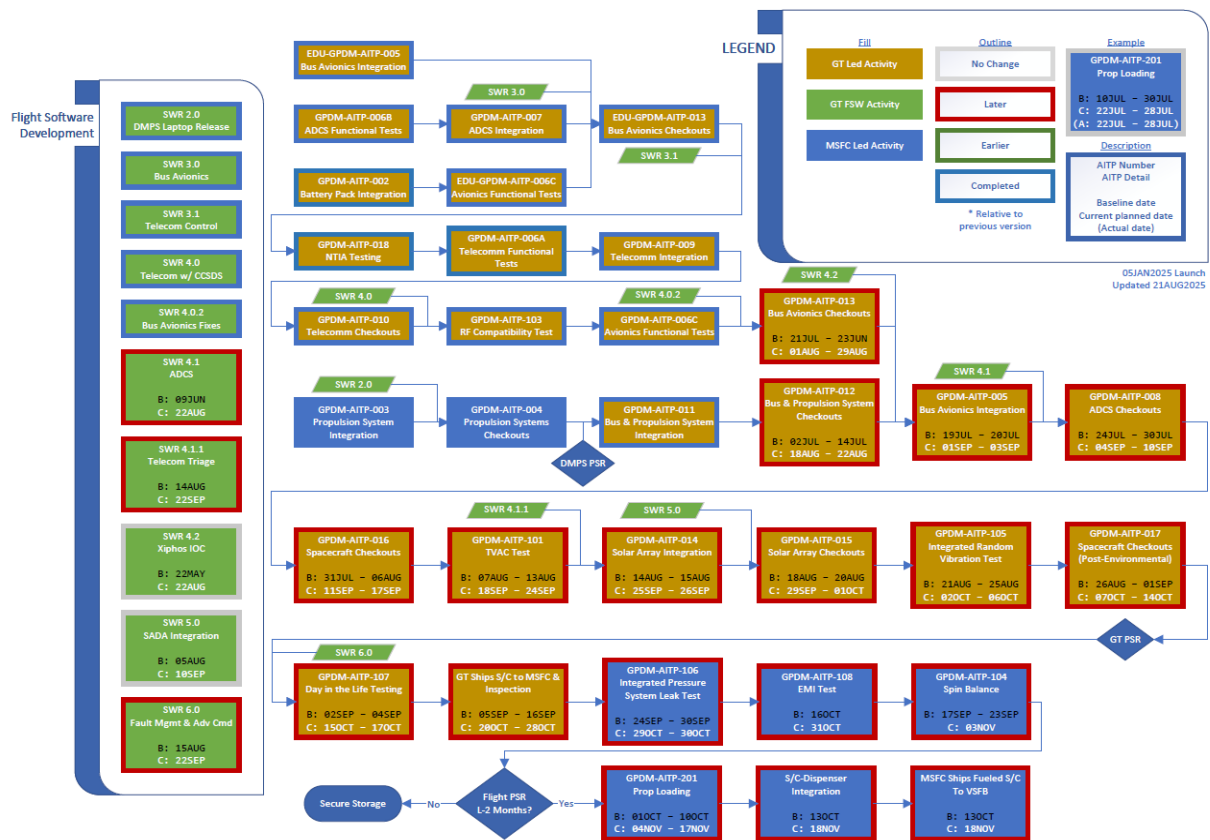 Flight Software
Development
SWR 2.0
DMPS Laptop Release
SWR 3.0
Bus Avionics
SWR 3.1
Telecom Control
SWR 4.0
Telecom w/ CCSDS
SWR 4.0.2
Bus Avionics Fixes
SWR 4.1
ADCS
B: 09JUN
C: 22AUG
SWR 4.1.1
Telecom Triage
B: 14AUG
C: 22SEP
SWR 4.2
Xiphos IOC
B: 22MAY
C: 22AUG
SWR 5.0
SADA Integration
B: 05AUG
C: 10SEP
SWR 6.0
Fault Mgmt & Adv Cmd
B: 15AUG
C: 22SEP
LEGEND
Fill
GT Led Activity
GT FSW Activity
MSFC Led Activity
Outline
No Change
Later
Earlier
Completed
* Relative to
previous version
Example
GPDM-AITP-201
Prop Loading
B: 10JUL – 30JUL
C: 22JUL – 28JUL
(A: 22JUL – 28JUL)
Description
AITP Number
AITP Detail
Baseline date
Current planned date
(Actual date)
05JAN2025 Launch
Updated 21AUG2025
EDU-GPDM-AITP-005
Bus Avionics Integration
SWR 3.0
GPDM-AITP-006B
ADCS Functional Tests
GPDM-AITP-007
ADCS Integration
EDU-GPDM-AITP-013
Bus Avionics Checkouts
SWR 3.1
GPDM-AITP-002
Battery Pack Integration
EDU-GPDM-AITP-006C
Avionics Functional Tests
GPDM-AITP-018
NTIA Testing
GPDM-AITP-006A
Telecomm Functional
Tests
GPDM-AITP-009
Telecomm Integration
SWR 4.0
SWR 4.0.2
SWR 4.2
GPDM-AITP-010
Telecomm Checkouts
GPDM-AITP-103
RF Compatibility Test
GPDM-AITP-006C
Avionics Functional Tests
GPDM-AITP-013
Bus Avionics Checkouts
B: 21JUL – 23JUN
C: 01AUG – 29AUG
SWR 2.0
SWR 4.1
GPDM-AITP-003
Propulsion System
Integration
GPDM-AITP-004
Propulsion Systems
Checkouts
DMPS PSR
GPDM-AITP-011
Bus & Propulsion System
Integration
GPDM-AITP-012
Bus & Propulsion System
Checkouts
B: 02JUL – 14JUL
C: 18AUG – 22AUG
GPDM-AITP-005
Bus Avionics Integration
B: 19JUL – 20JUL
C: 01SEP – 03SEP
GPDM-AITP-008
ADCS Checkouts
B: 24JUL – 30JUL
C: 04SEP – 10SEP
SWR 4.1.1
SWR 5.0
GPDM-AITP-016
Spacecraft Checkouts
B: 31JUL – 06AUG
C: 11SEP – 17SEP
GPDM-AITP-101
TVAC Test
B: 07AUG – 13AUG
C: 18SEP – 24SEP
GPDM-AITP-014
Solar Array Integration
B: 14AUG – 15AUG
C: 25SEP – 26SEP
GPDM-AITP-015
Solar Array Checkouts
B: 18AUG – 20AUG
C: 29SEP – 01OCT
GPDM-AITP-105
Integrated Random
Vibration Test
B: 21AUG – 25AUG
C: 02OCT – 06OCT
GPDM-AITP-017
Spacecraft Checkouts
(Post-Environmental)
B: 26AUG – 01SEP
C: 07OCT – 14OCT
GT PSR
SWR 6.0
GPDM-AITP-107
Day in the Life Testing
B: 02SEP – 04SEP
C: 15OCT – 17OCT
GT Ships S/C to MSFC &
Inspection
B: 05SEP – 16SEP
C: 20OCT – 28OCT
GPDM-AITP-106
Integrated Pressure
System Leak Test
B: 24SEP – 30SEP
C: 29OCT – 30OCT
GPDM-AITP-108
EMI Test
B: 16OCT
C: 31OCT
GPDM-AITP-104
Spin Balance
B: 17SEP – 23SEP
C: 03NOV
Secure Storage
No
Flight PSR
L-2 Months?
Yes
GPDM-AITP-201
Prop Loading
B: 01OCT – 10OCT
C: 04NOV – 17NOV
S/C-Dispenser
Integration
B: 13OCT
C: 18NOV
MSFC Ships Fueled S/C
To VSFB
B: 13OCT
C: 18NOV